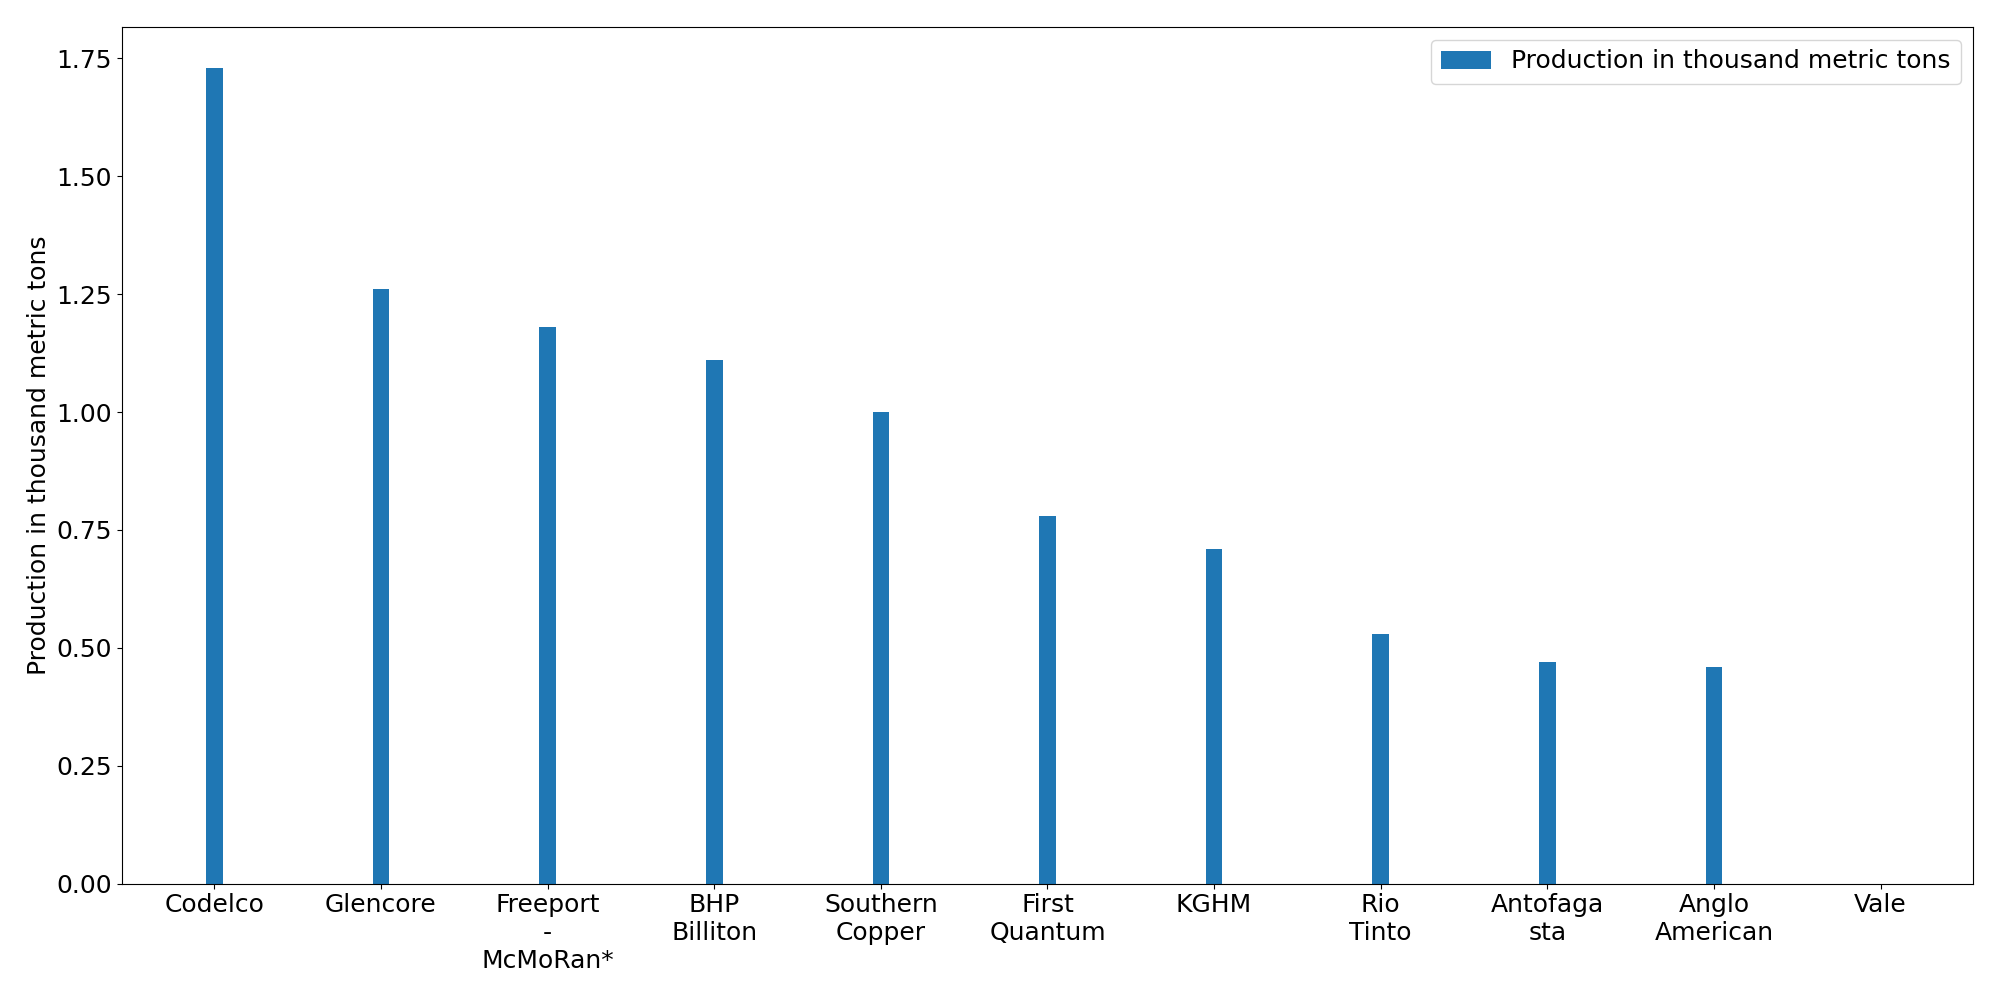 Production in thousand metric tons
1.75
1.50
1.25
1.00
0.75
0.50
0.25
0.00
Production in thousand metric tons
Codelco
Glencore
Freeport
-
McMoRan*
BHP
Billiton
Southern
Copper
First
Quantum
KGHM
Rio
Tinto
Antofaga
sta
Anglo
American
Vale